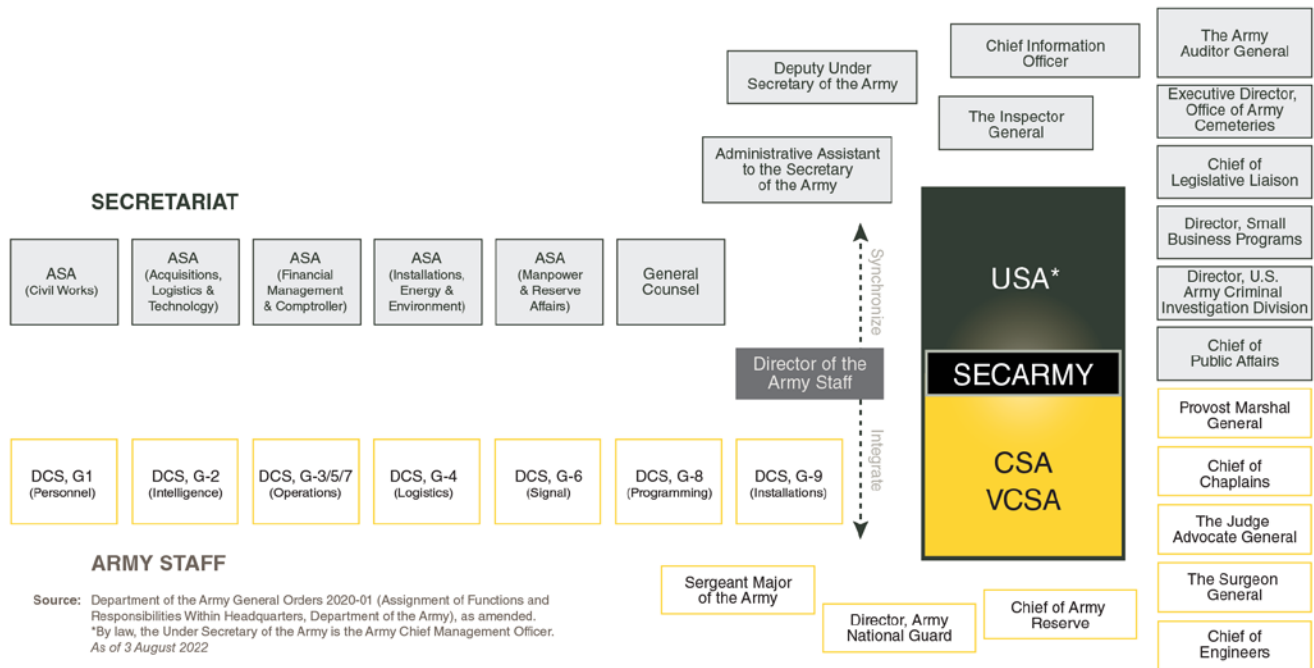 Deputy Under
Secretary of the Army
Chief Information
Officer
The Army
Auditor General
The Inspector
General
Executive Director,
Office of Army
Cemeteries
Administrative Assistant
to the Secretary
of the Army
Chief of
Legislative Liaison
SECRETARIAT
Director, Small
Business Programs
ASA
(Civil Works)
ASA
(Acquisitions,
Logistics &
Technology)
ASA
(Financial
Management
& Comptroller)
ASA
(Installations,
Energy &
Environment)
ASA
(Manpower
& Reserve
Affairs)
General
Counsel
Synchronize
USA*
Director, U.S.
Army Criminal
Investigation Division
Director of the
Army Staff
SECARMY
Chief of
Public Affairs
Provost Marshal
General
DCS, G1
(Personnel)
DCS, G-2
(Intelligence)
DCS, G-3/5/7
(Operations)
DCS, G-4
(Logistics)
DCS, G-6
(Signal)
DCS, G-8
(Programming)
DCS, G-9
(Installations)
Integrate
CSA
VCSA
Chief of
Chaplains
The Judge
Advocate General
ARMY STAFF
Sergeant Major
of the Army
Director, Army
National Guard
Chief of Army
Reserve
The Surgeon
General
Chief of
Engineers
Source: Department of the Army General Orders 2020-01 (Assignment of Functions and
Responsibilities Within Headquarters, Department of the Army), as amended.
*By law, the Under Secretary of the Army is the Army Chief Management Officer.
As of 3 August 2022